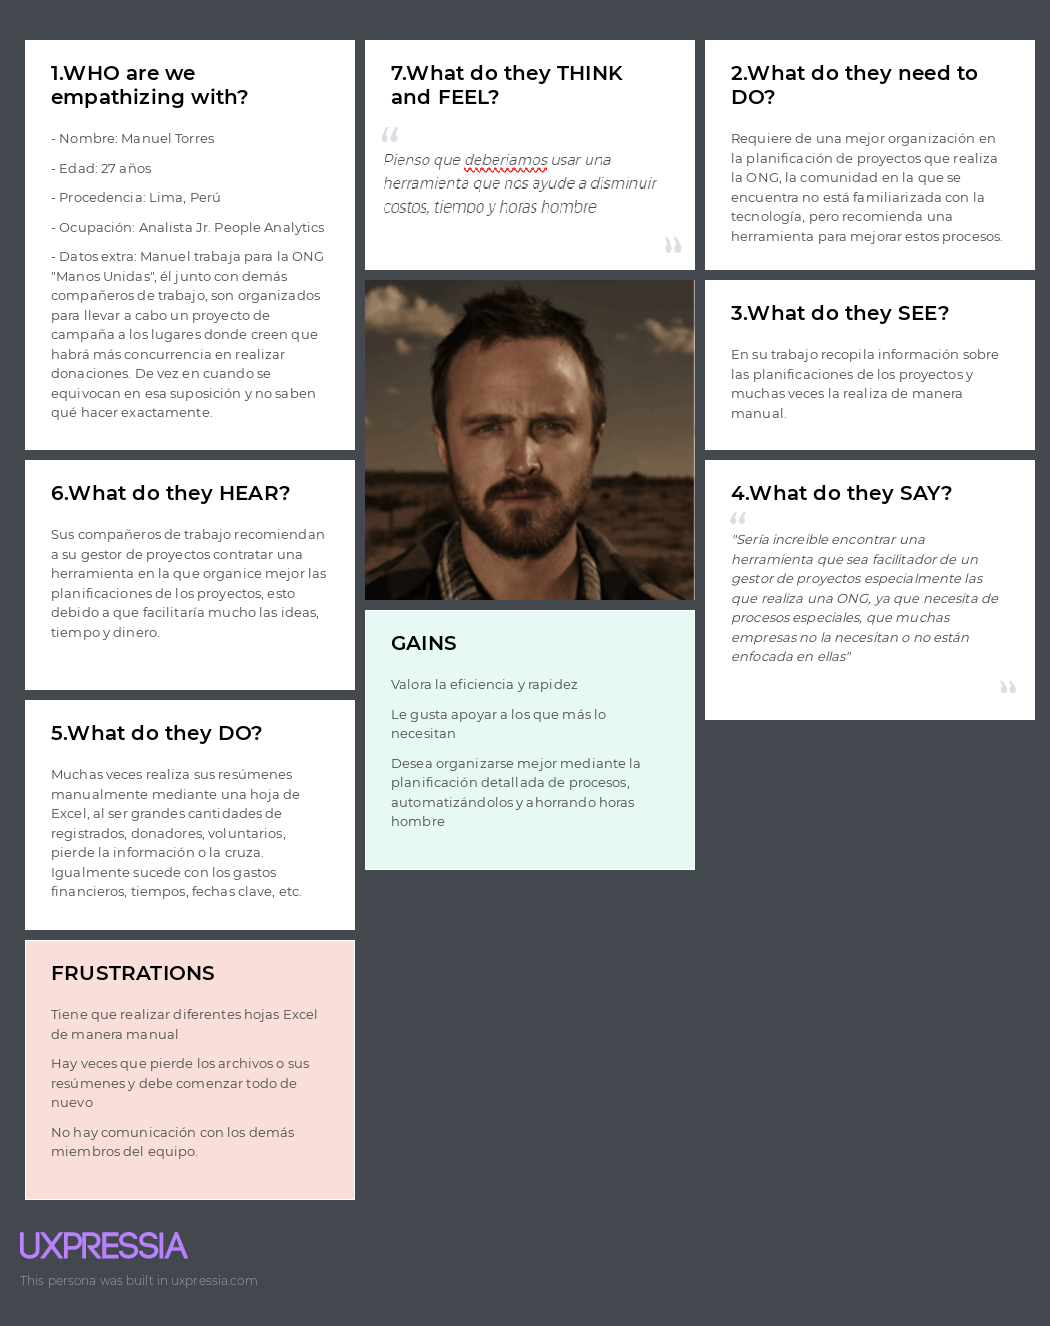 1.WHO are we
empathizing with?
- Nombre: Manuel Torres
- Edad: 27 años
- Procedencia: Lima, Perú
- Ocupación: Analista Jr. People Analytics
- Datos extra: Manuel trabaja para la ONG
"Manos Unidas", él junto con demás
compañeros de trabajo, son organizados
para llevar a cabo un proyecto de
campaña a los lugares donde creen que
habrá más concurrencia en realizar
donaciones. De vez en cuando se
equivocan en esa suposición y no saben
qué hacer exactamente.
6.What do they HEAR?
Sus compañeros de trabajo recomiendan
a su gestor de proyectos contratar una
herramienta en la que organice mejor las
planificaciones de los proyectos, esto
debido a que facilitaría mucho las ideas,
tiempo y dinero.
5.What do they DO?
Muchas veces realiza sus resúmenes
manualmente mediante una hoja de
Excel, al ser grandes cantidades de
registrados, donadores, voluntarios,
pierde la información o la cruza.
Igualmente sucede con los gastos
financieros, tiempos, fechas clave, etc.
FRUSTRATIONS
Tiene que realizar diferentes hojas Excel
de manera manual
Hay veces que pierde los archivos o sus
resúmenes y debe comenzar todo de
nuevo
No hay comunicación con los demás
miembros del equipo.
7.What do they THINK
and FEEL?
“
Pienso que deberiamos usar una
herramienta que nos ayude a disminuir
costos, tiempo y horas hombre
”
GAINS
Valora la eficiencia y rapidez
Le gusta apoyar a los que más lo
necesitan
Desea organizarse mejor mediante la
planificación detallada de procesos,
automatizándolos y ahorrando horas
hombre
2.What do they need to
DO?
Requiere de una mejor organización en
la planificación de proyectos que realiza
la ONG, la comunidad en la que se
encuentra no está familiarizada con la
tecnología, pero recomienda una
herramienta para mejorar estos procesos.
3.What do they SEE?
En su trabajo recopila información sobre
las planificaciones de los proyectos y
muchas veces la realiza de manera
manual.
4.What do they SAY?
“
"Sería increible encontrar una
herramienta que sea facilitador de un
gestor de proyectos especialmente las
que realiza una ONG, ya que necesita de
procesos especiales, que muchas
empresas no la necesitan o no están
enfocada en ellas"
”
UXPRESSIA
This persona was built in uxpressia.com